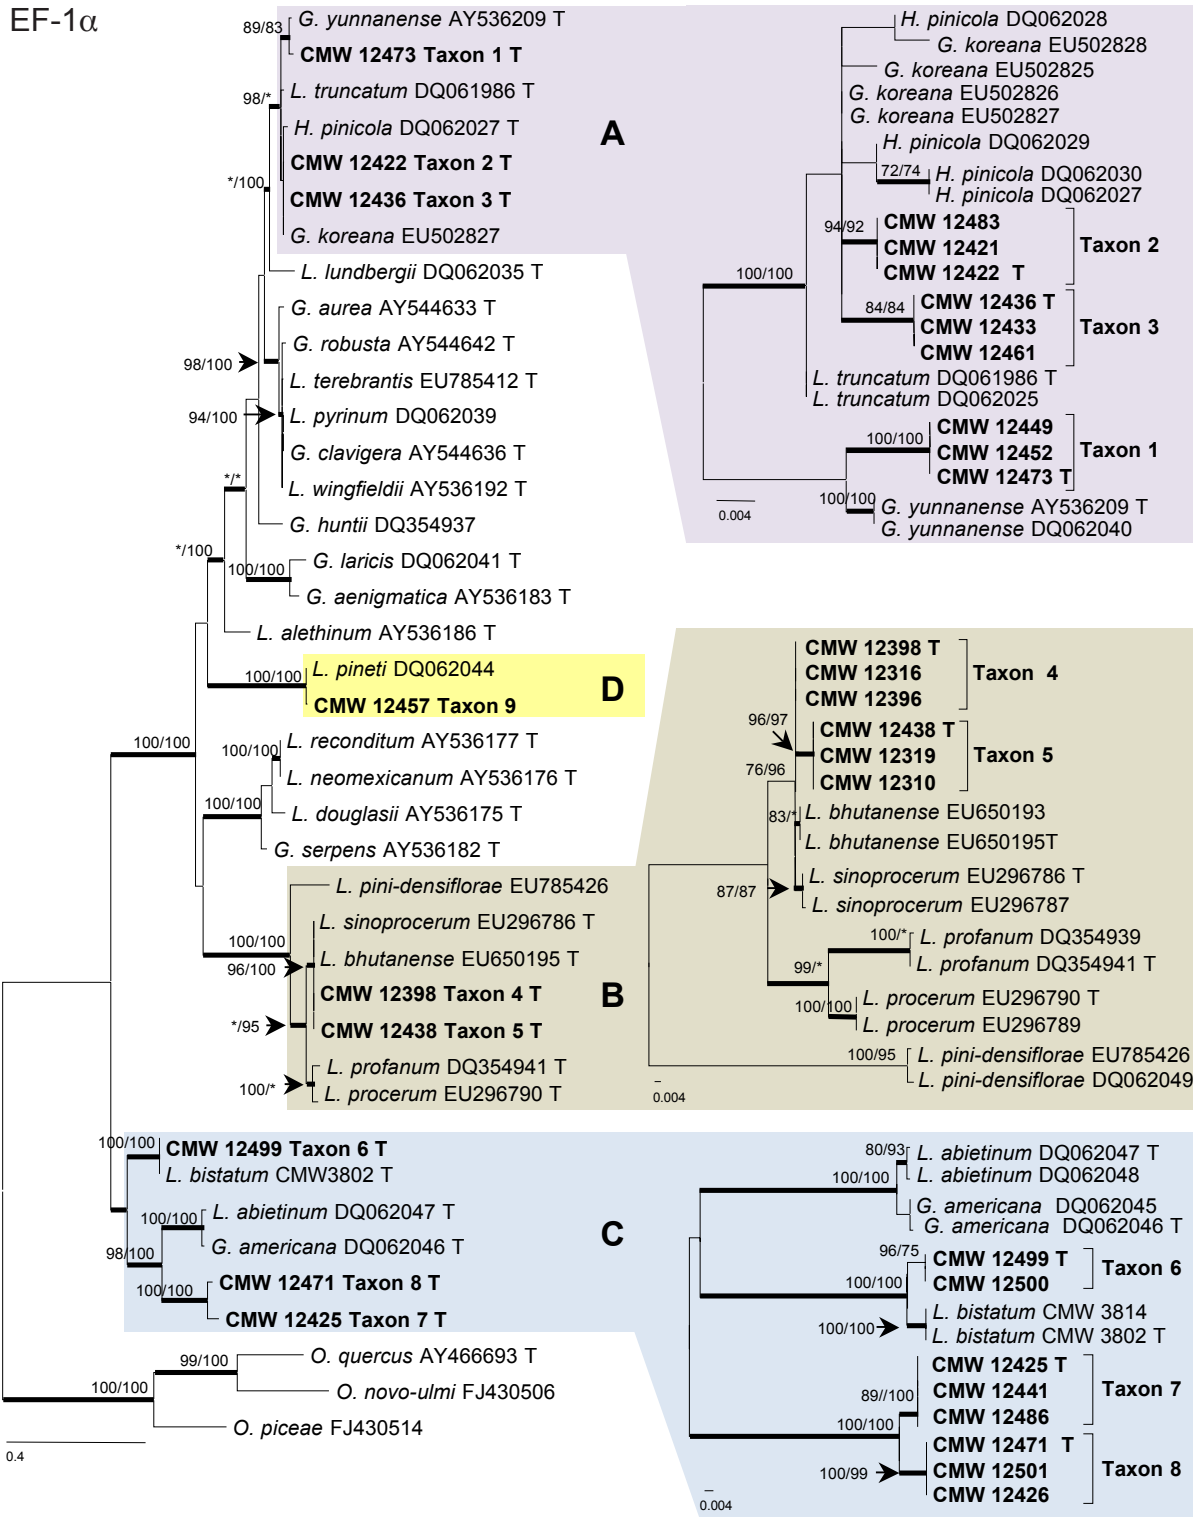 EF-1α
89/83
G. yunnanense AY536209 T
CMW 12473 Taxon 1 T
98/*
L. truncatum DQ061986 T
H. pinicola DQ062027 T
CMW 12422 Taxon 2 T
*/100
CMW 12436 Taxon 3 T
G. koreana EU502827
A
L. lundbergii DQ062035 T
G. aurea AY544633 T
G. robusta AY544642 T
98/100
L. terebrantis EU785412 T
94/100
L. pyrinum DQ062039
G. clavigera AY544636 T
*/*
L. wingfieldii AY536192 T
G. huntii DQ354937
*/100
G. laricis DQ062041 T
100/100
G. aenigmatica AY536183 T
L. alethinum AY536186 T
100/100
L. pineti DQ062044
CMW 12457 Taxon 9
D
100/100
100/100
L. reconditum AY536177 T
L. neomexicanum AY536176 T
100/100
L. douglasii AY536175 T
G. serpens AY536182 T
L. pini-densiflorae EU785426
L. sinoprocerum EU296786 T
100/100
L. bhutanense EU650195 T
96/100
CMW 12398 Taxon 4 T
*/95
CMW 12438 Taxon 5 T
B
L. profanum DQ354941 T
100/*
L. procerum EU296790 T
100/100
CMW 12499 Taxon 6 T
L. bistatum CMW3802 T
100/100
L. abietinum DQ062047 T
98/100
G. americana DQ062046 T
C
CMW 12471 Taxon 8 T
100/100
CMW 12425 Taxon 7 T
99/100
O. quercus AY466693 T
100/100
O. novo-ulmi FJ430506
O. piceae FJ430514
0.4
H. pinicola DQ062028
G. koreana EU502828
G. koreana EU502825
G. koreana EU502826
G. koreana EU502827
H. pinicola DQ062029
72/74
H. pinicola DQ062030
H. pinicola DQ062027
94/92
CMW 12483
CMW 12421
Taxon 2
CMW 12422 T
100/100
84/84
CMW 12436 T
CMW 12433
Taxon 3
CMW 12461
L. truncatum DQ061986 T
L. truncatum DQ062025
100/100
CMW 12449
CMW 12452
Taxon 1
CMW 12473 T
100/100
G. yunnanense AY536209 T
G. yunnanense DQ062040
0.004
CMW 12398 T
CMW 12316
Taxon 4
CMW 12396
96/97
CMW 12438 T
CMW 12319
Taxon 5
76/96
CMW 12310
83/*
L. bhutanense EU650193
L. bhutanense EU650195T
87/87
L. sinoprocerum EU296786 T
L. sinoprocerum EU296787
100/*
L. profanum DQ354939
99/*
L. profanum DQ354941 T
100/100
L. procerum EU296790 T
L. procerum EU296789
100/95
L. pini-densiflorae EU785426
L. pini-densiflorae DQ062049
0.004
80/93
L. abietinum DQ062047 T
100/100
L. abietinum DQ062048
G. americana DQ062045
G. americana DQ062046 T
96/75
CMW 12499 T
Taxon 6
100/100
CMW 12500
L. bistatum CMW 3814
100/100
L. bistatum CMW 3802 T
CMW 12425 T
89//100
CMW 12441
Taxon 7
100/100
CMW 12486
CMW 12471 T
100/99
CMW 12501
Taxon 8
CMW 12426
0.004